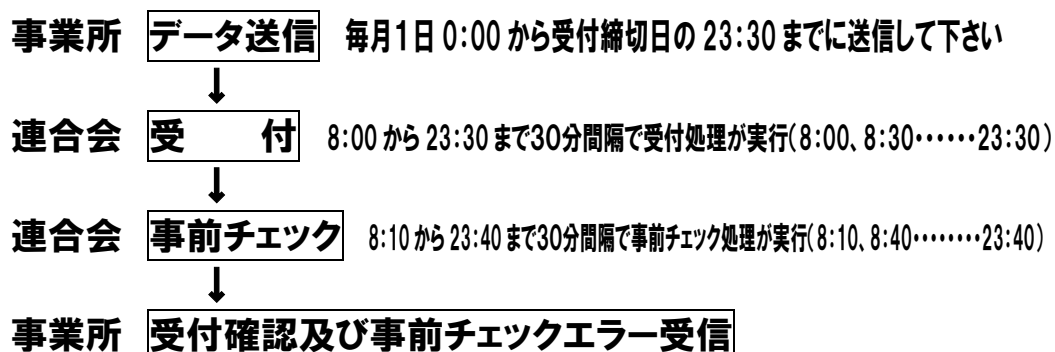 事業所 データ送信 毎月1日 0:00 から受付締切日の 23:30 までに送信して下さい
↓
連合会 受　　付 8:00 から 23:30 まで30分間隔で受付処理が実行(8:00、8:30‥‥‥23:30)
↓
連合会 事前チェック 8:10 から 23:40 まで30分間隔で事前チェック処理が実行(8:10、8:40‥‥‥‥23:40)
↓
事業所 受付確認及び事前チェックエラー受信